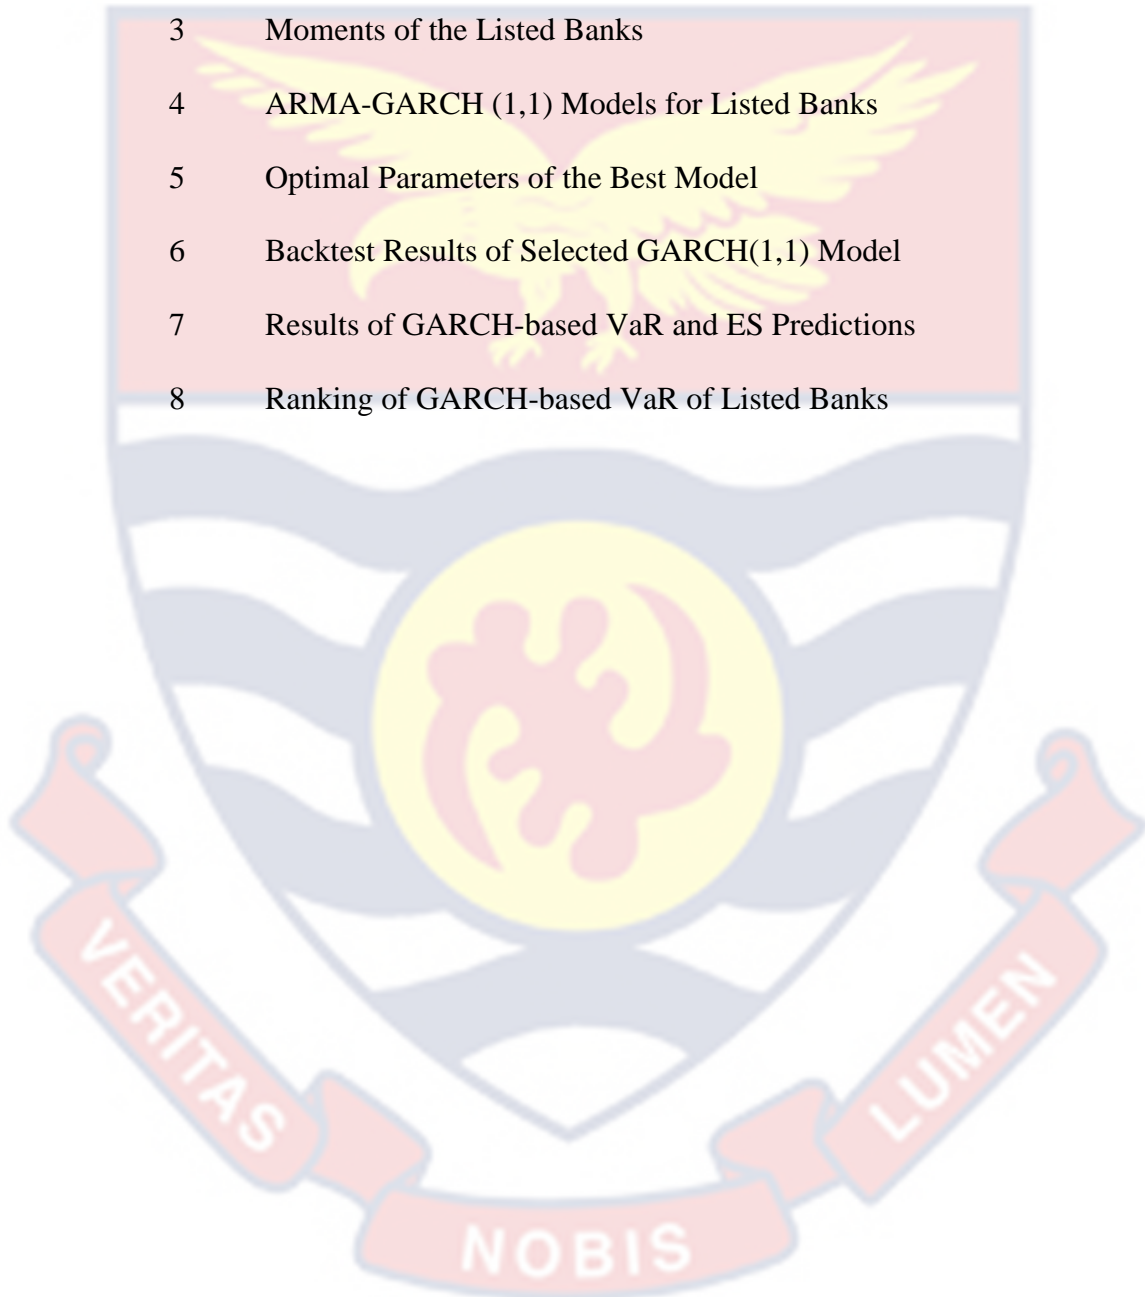 3 Moments of the Listed Banks
4 ARMA-GARCH (1,1) Models for Listed Banks
5 Optimal Parameters of the Best Model
6 Backtest Results of Selected GARCH(1,1) Model
7 Results of GARCH-based VaR and ES Predictions
8 Ranking of GARCH-based VaR of Listed Banks
VERITAS
NOBIS
LUMEN